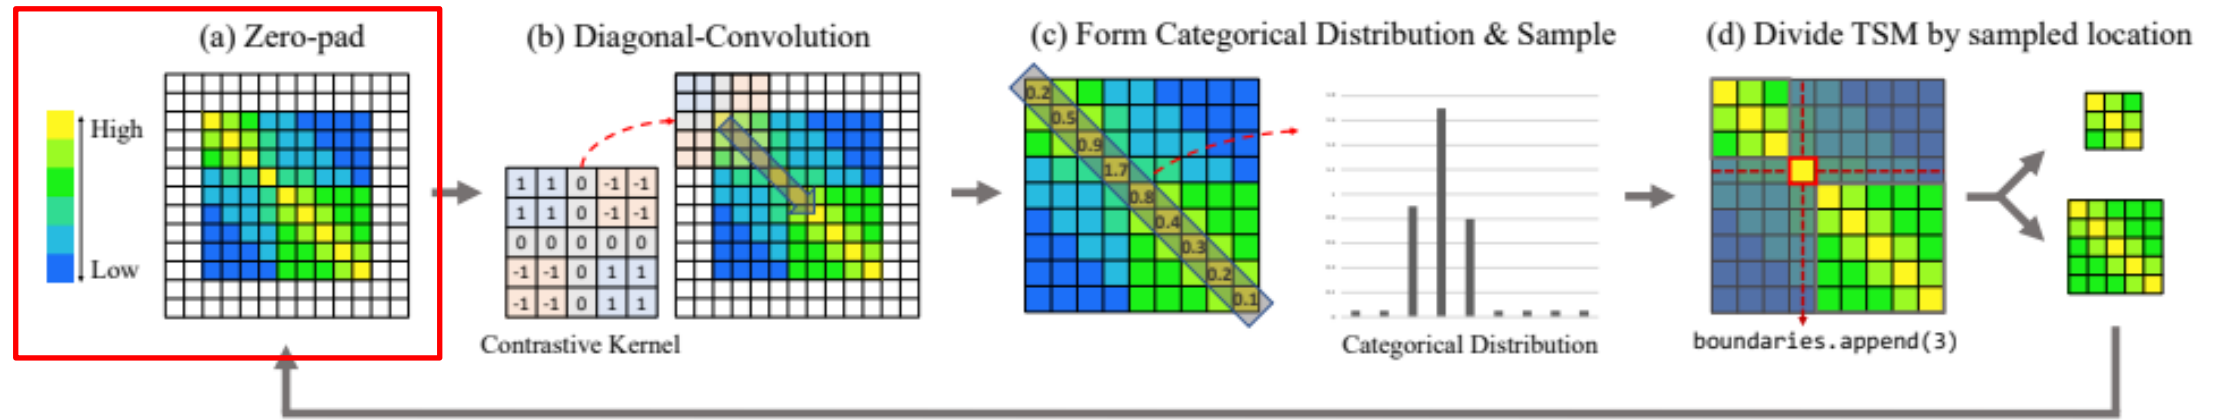 (a) Zero-pad
High
Low
(b) Diagonal-Convolution
1 1 0 -1 -1
1 1 0 -1 -1
0 0 0 0 0
-1 -1 0 1 1
-1 -1 0 1 1
Contrastive Kernel
(c) Form Categorical Distribution & Sample
0.2
0.5
0.9
1.7
0.8
0.4
0.3
0.2
0.1
Categorical Distribution
(d) Divide TSM by sampled location
boundaries.append(3)